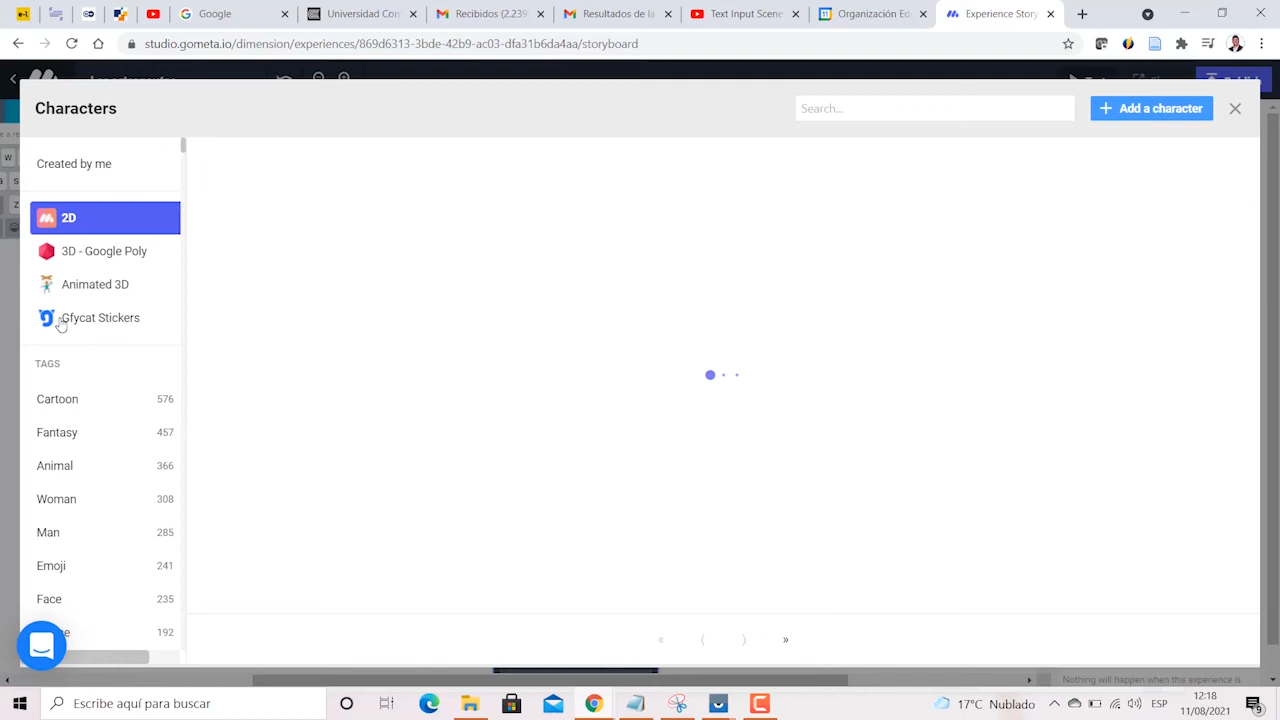 Google
Universidad Con
Recibidos (2.239
Resultados de la
Text Input Scene
Organización Ed
Experience Story
studio.gometa.io/dimension/experiences/869d6313-3bde-42b9-ac03-dfa31b6da4aa/storyboard
Characters
Search...
Add a character
Created by me
2D
3D - Google Poly
Animated 3D
Gfycat Stickers
TAGS
Cartoon 576
Fantasy 457
Animal 366
Woman 308
Man 285
Emoji 241
Face 235
192
Nothing will happen when this experience is
Escribe aquí para buscar
17°C Nublado
ESP
12:18
11/08/2021
9